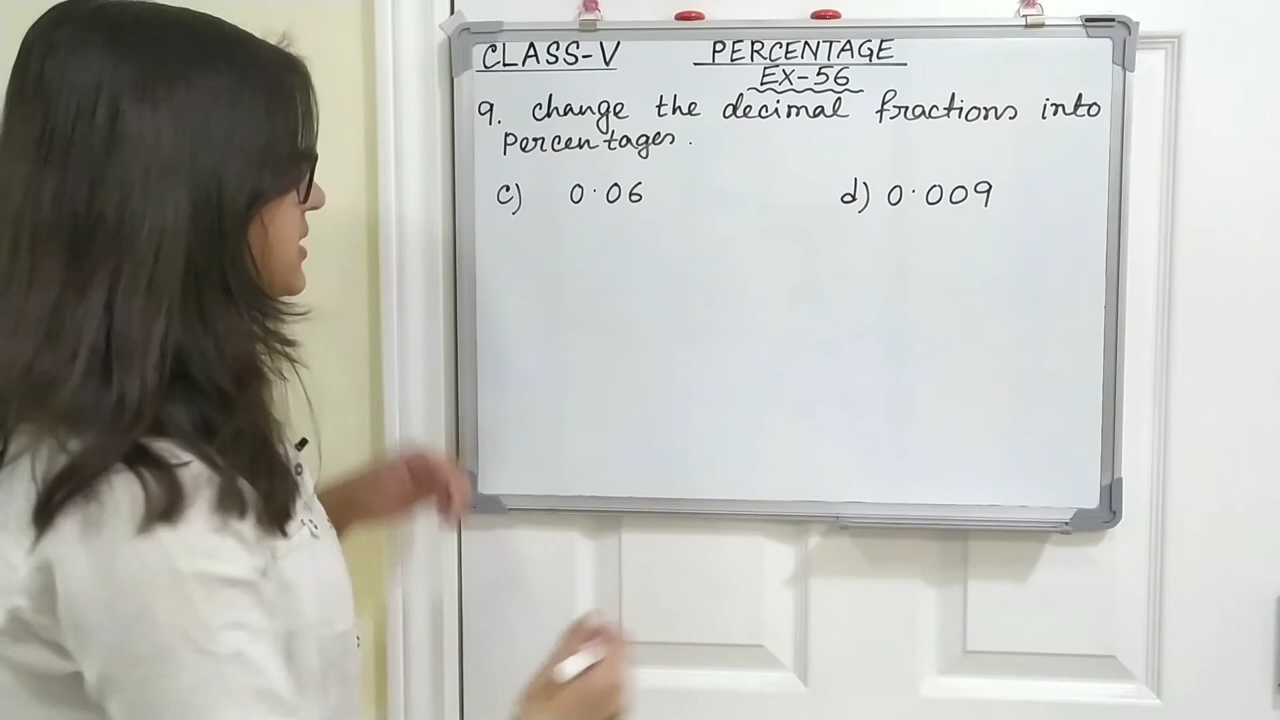 CLASS-V PERCENTAGE
EX-56
9. change the decimal fractions into
percentages.
c) 0.06 d) 0.009